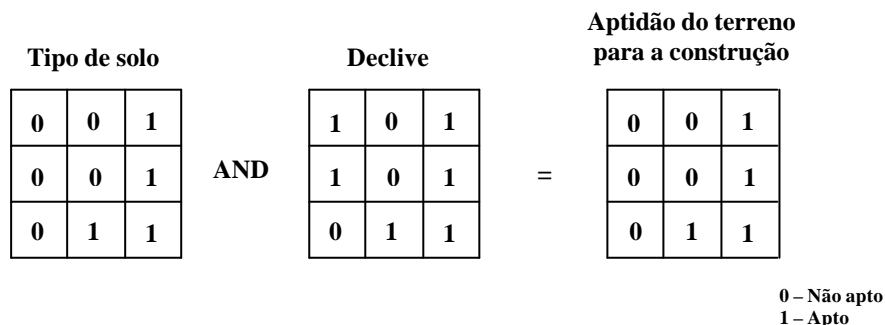 Tipo de solo
Declive
Aptidão do terreno
para a construção
0 0 1 1 0 1 0 0 1
0 0 1 AND 1 0 1 = 0 0 1
0 1 1 0 1 1 0 1 1
0 – Não apto
1 – Apto